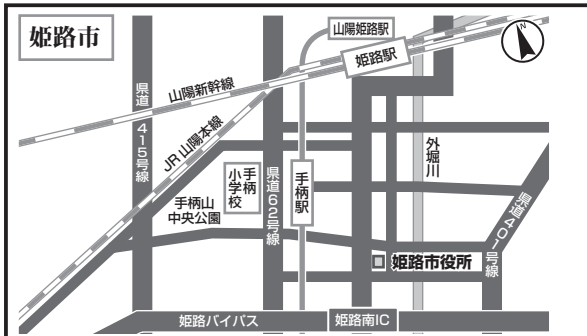 姫路市
山陽姫路駅
姫路駅
山陽新幹線
県道415号線
JR山陽本線
外堀川
手柄
小学校
県道62号線
手柄駅
手柄山
中央公園
県道401号線
姫路市役所
姫路バイパス
姫路南IC
N